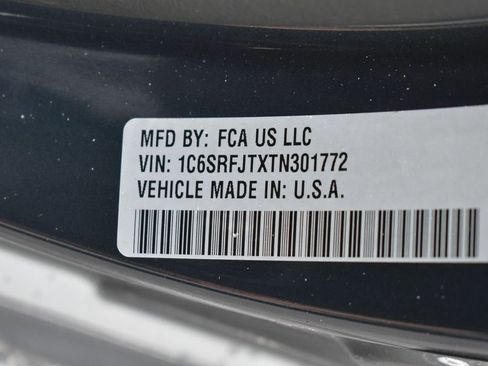 MFD BY: FCA US LLC
VIN: 1C6SRFJTXTN301772
VEHICLE MADE IN: U.S.A.